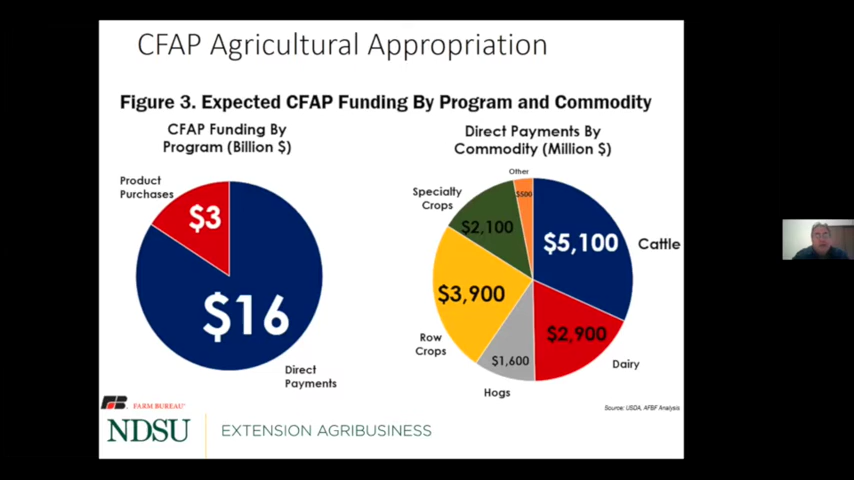 CFAP Agricultural Appropriation
Figure 3. Expected CFAP Funding By Program and Commodity
CFAP Funding By
Program (Billion $)
Product
Purchases
$3
$16
Direct
Payments
Direct Payments By
Commodity (Million $)
Other
$500
Specialty
Crops
$2,100
$5,100
Cattle
$3,900
Row
Crops
$2,900
Dairy
$1,600
Hogs
Source: USDA, AFBF Analysis
FARM BUREAU®
NDSU
EXTENSION AGRIBUSINESS